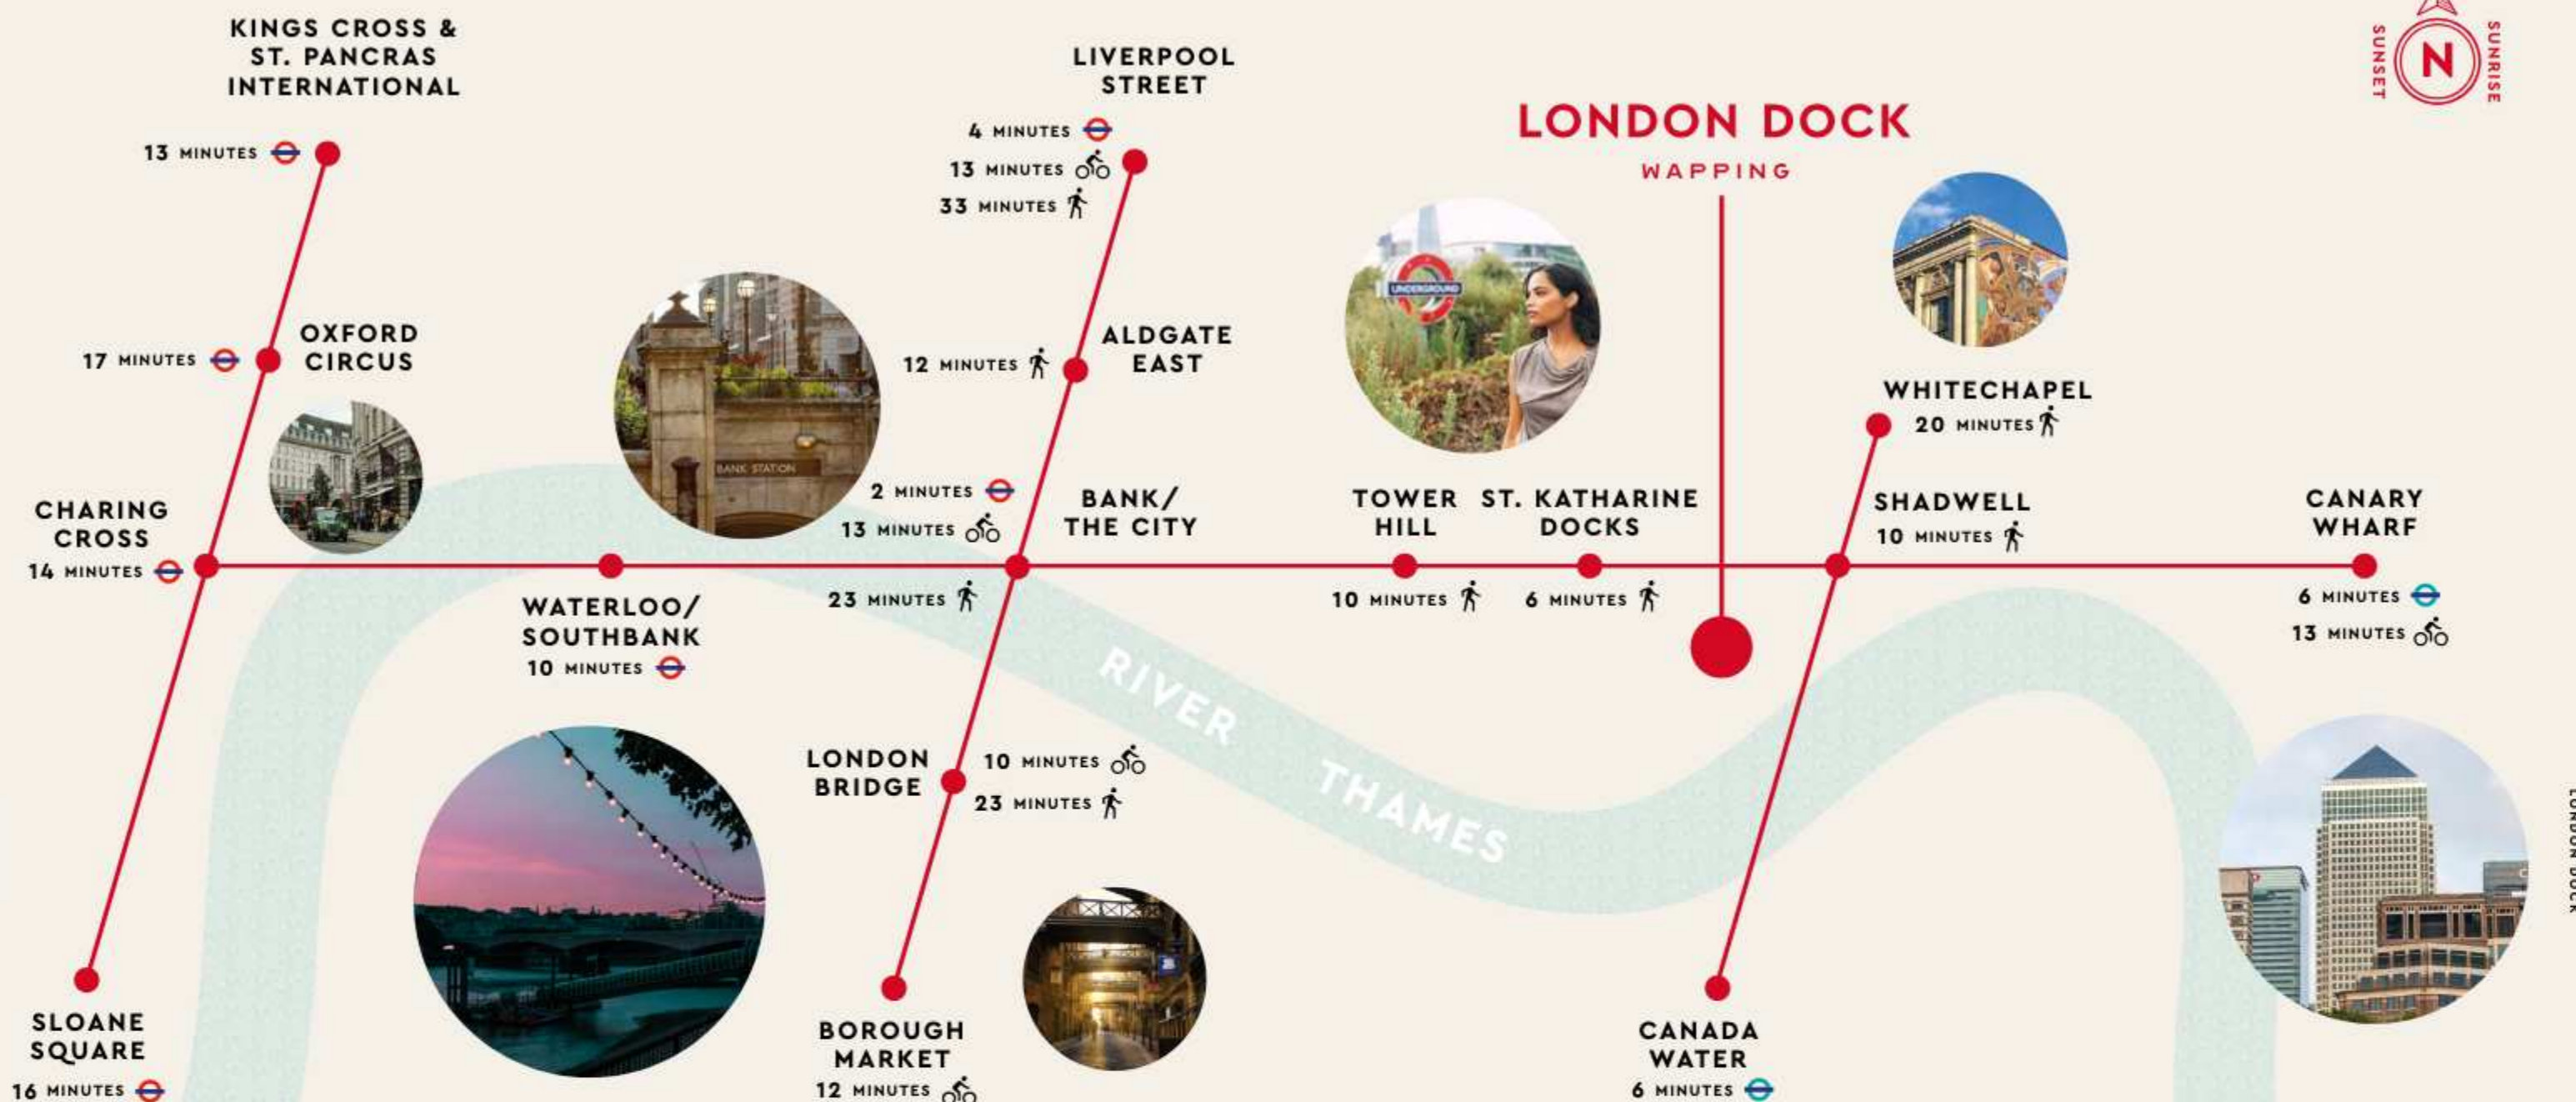 KINGS CROSS &
ST. PANCRAS
INTERNATIONAL
13 MINUTES
OXFORD
CIRCUS
17 MINUTES
CHARING
CROSS
14 MINUTES
SLOANE
SQUARE
16 MINUTES
WATERLOO/
SOUTHBANK
10 MINUTES
LIVERPOOL
STREET
4 MINUTES
13 MINUTES
33 MINUTES
ALDGATE
EAST
12 MINUTES
BANK STATION
BANK/
THE CITY
2 MINUTES
13 MINUTES
23 MINUTES
LONDON
BRIDGE
10 MINUTES
23 MINUTES
BOROUGH
MARKET
12 MINUTES
RIVER THAMES
UNDERGROUND
TOWER
HILL
10 MINUTES
ST. KATHARINE
DOCKS
6 MINUTES
LONDON DOCK
WAPPING
WHITECHAPEL
20 MINUTES
SHADWELL
10 MINUTES
CANADA
WATER
6 MINUTES
CANARY
WHARF
6 MINUTES
13 MINUTES
SUNSET
N
SUNRISE
LONDON DOCK